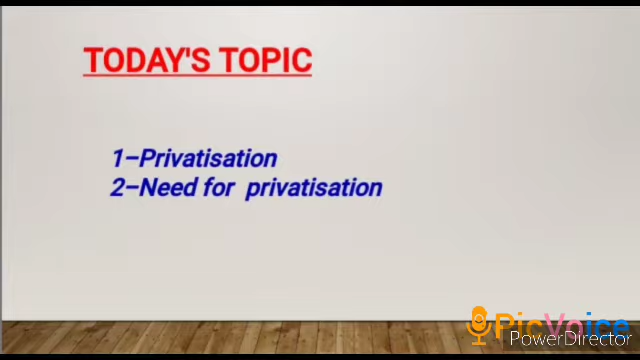 TODAY'S TOPIC
1–Privatisation
2–Need for privatisation
PicVoice
PowerDirector